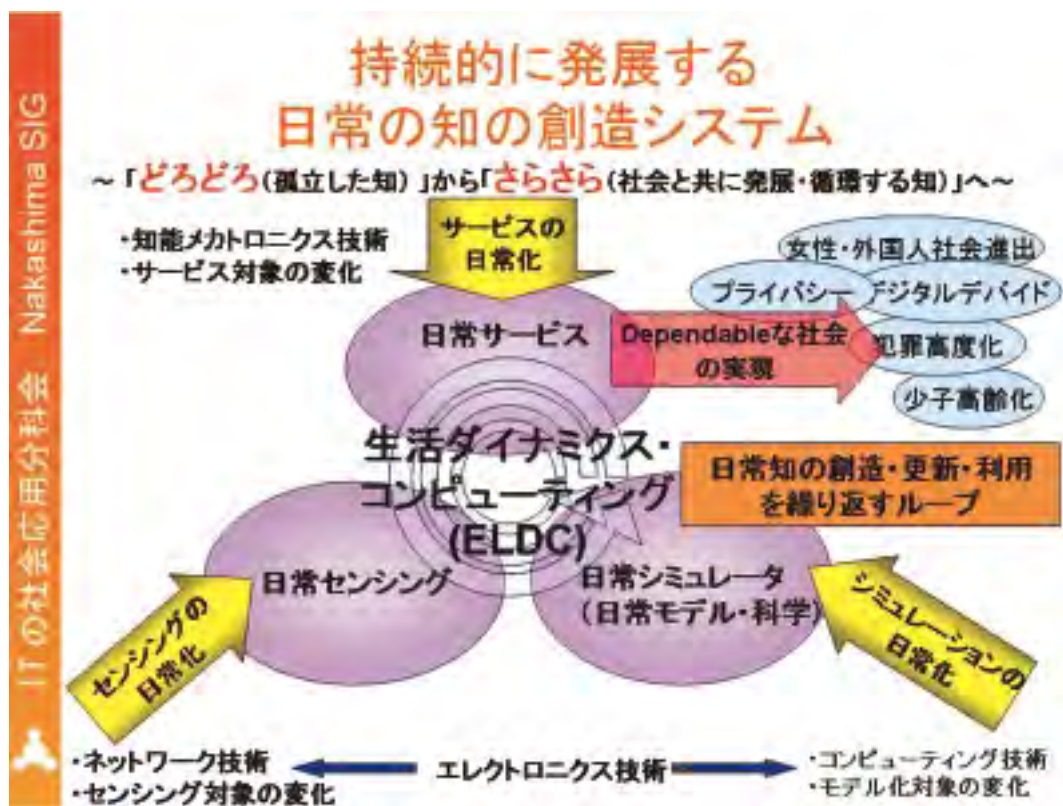 持続的に発展する
日常の知の創造システム
～「どろどろ(孤立した知)」から「さらさら(社会と共に発展・循環する知)」へ～
・知能メカトロニクス技術
・サービス対象の変化
サービスの
日常化
女性・外国人社会進出
プライバシー
デジタルデバイド
犯罪高度化
少子高齢化
日常サービス
Dependableな社会
の実現
生活ダイナミクス・
コンピューティング
(ELDC)
日常知の創造・更新・利用
を繰り返すループ
日常センシング
日常シミュレータ
(日常モデル・科学)
センシングの
日常化
シミュレーションの
日常化
・ネットワーク技術
・センシング対象の変化
エレクトロニクス技術
・コンピューティング技術
・モデル化対象の変化
ITの社会応用分科会 Nakashima SIG